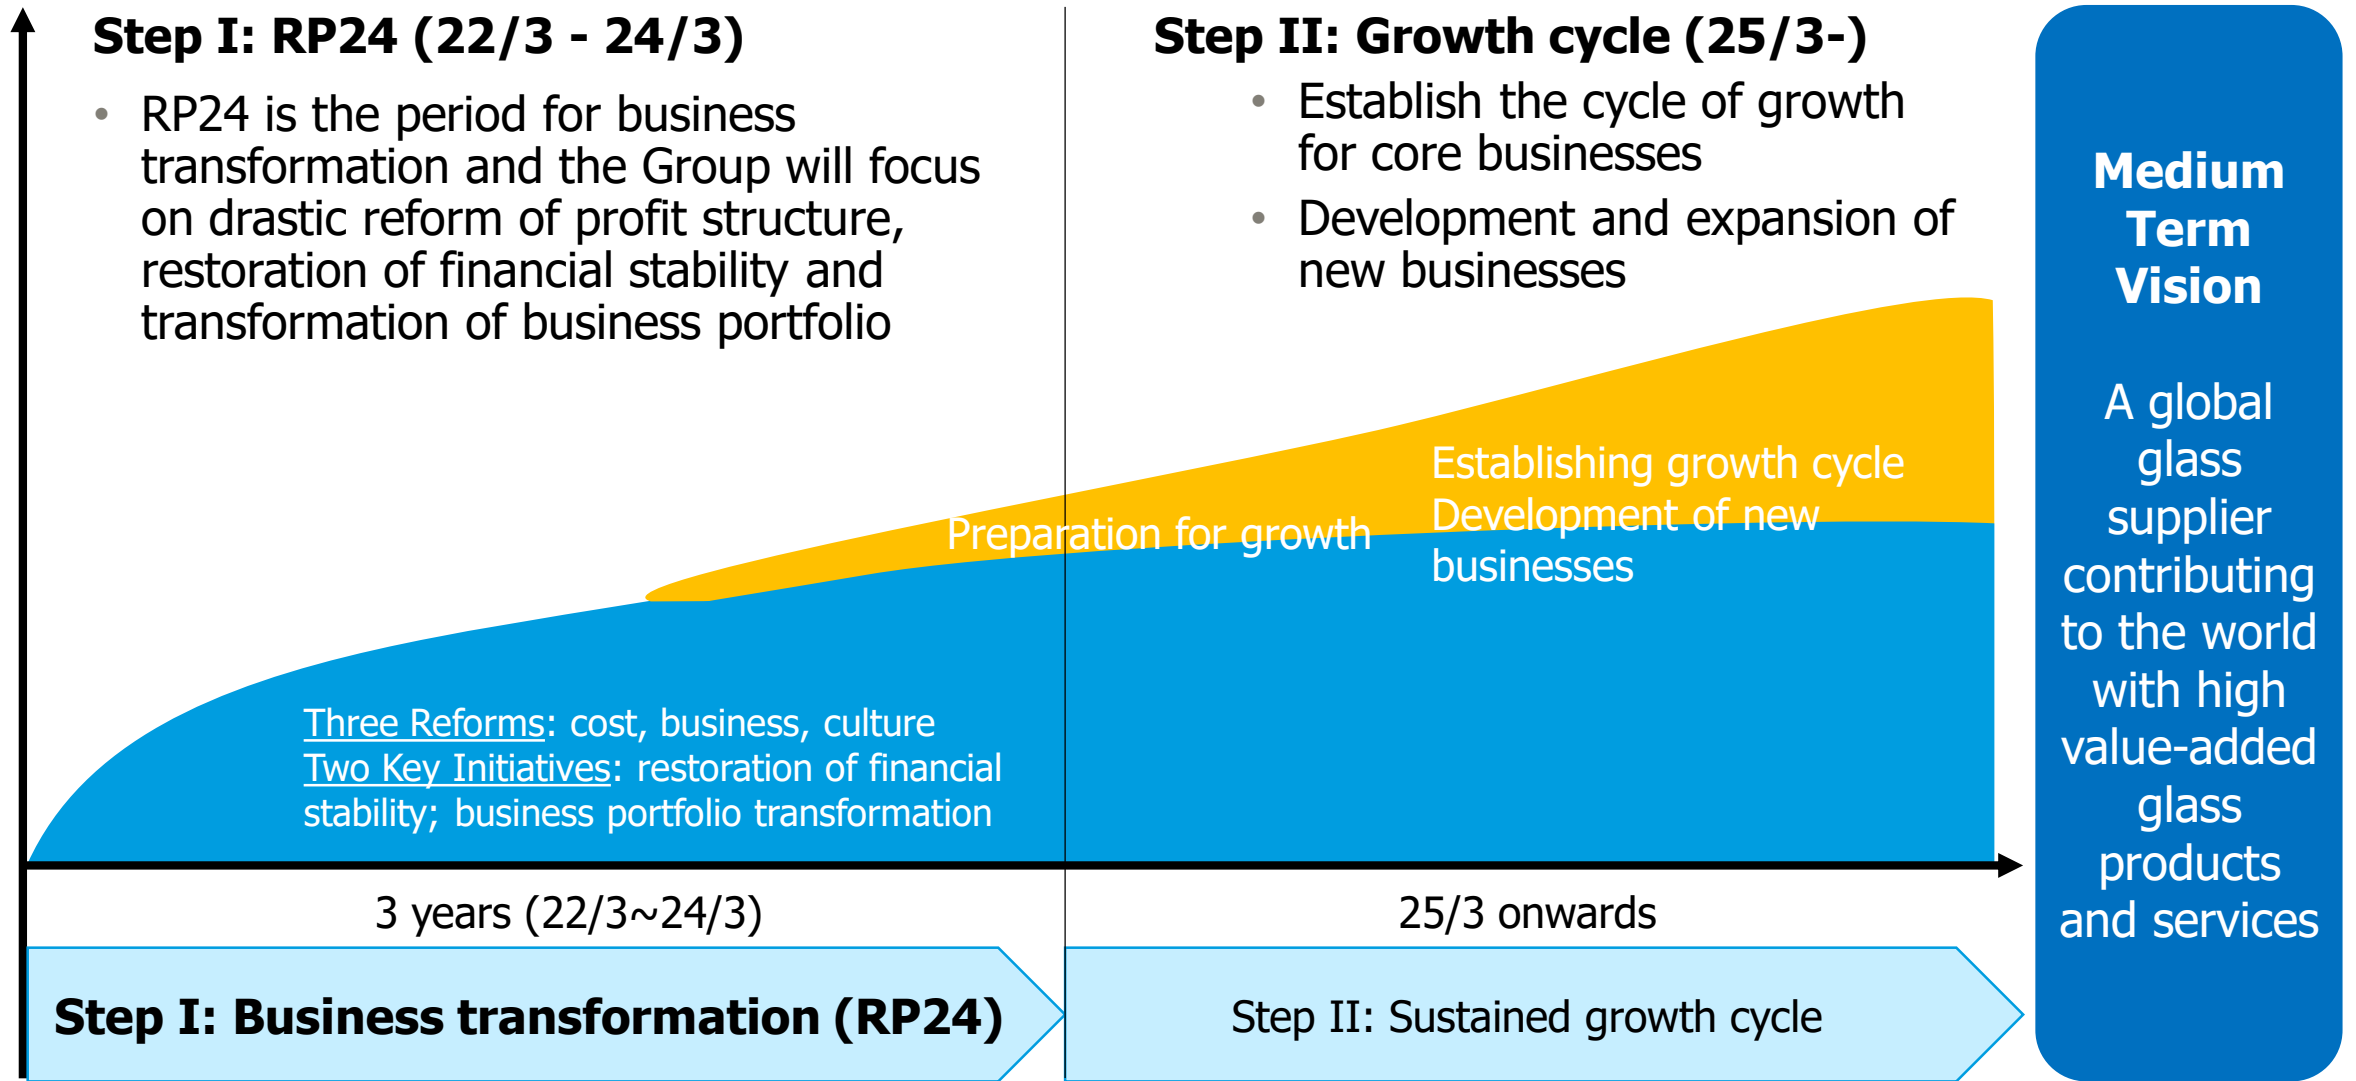 Step I: RP24 (22/3 - 24/3)
• RP24 is the period for business
transformation and the Group will focus
on drastic reform of profit structure,
restoration of financial stability and
transformation of business portfolio
Step II: Growth cycle (25/3-)
• Establish the cycle of growth
for core businesses
• Development and expansion of
new businesses
Establishing growth cycle
Development of new
businesses
Preparation for growth
Three Reforms: cost, business, culture
Two Key Initiatives: restoration of financial
stability; business portfolio transformation
3 years (22/3~24/3)
25/3 onwards
Step I: Business transformation (RP24)
Step II: Sustained growth cycle
Medium
Term
Vision
A global
glass
supplier
contributing
to the world
with high
value-added
glass
products
and services